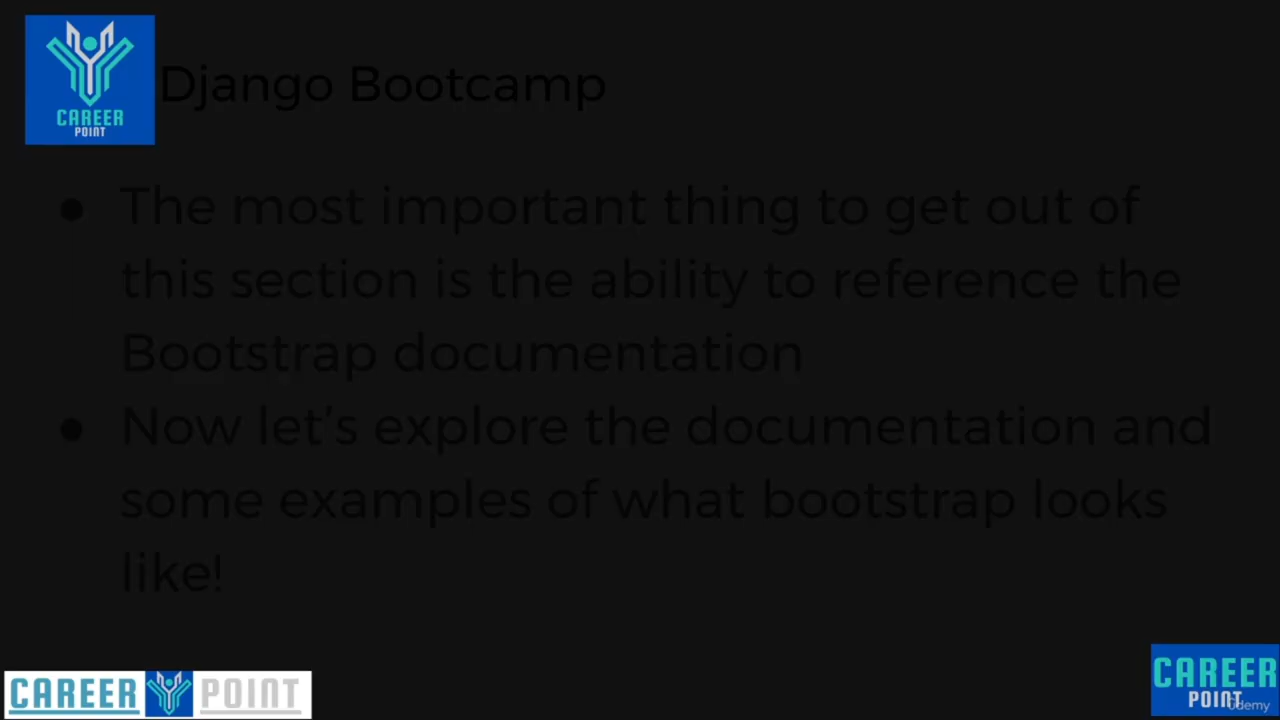 CAREER
POINT
Django Bootcamp
● The most important thing to get out of
this section is the ability to reference the
Bootstrap documentation
● Now let's explore the documentation and
some examples of what bootstrap looks
like!
CAREER POINT
CAREER
POINT
ûdemy